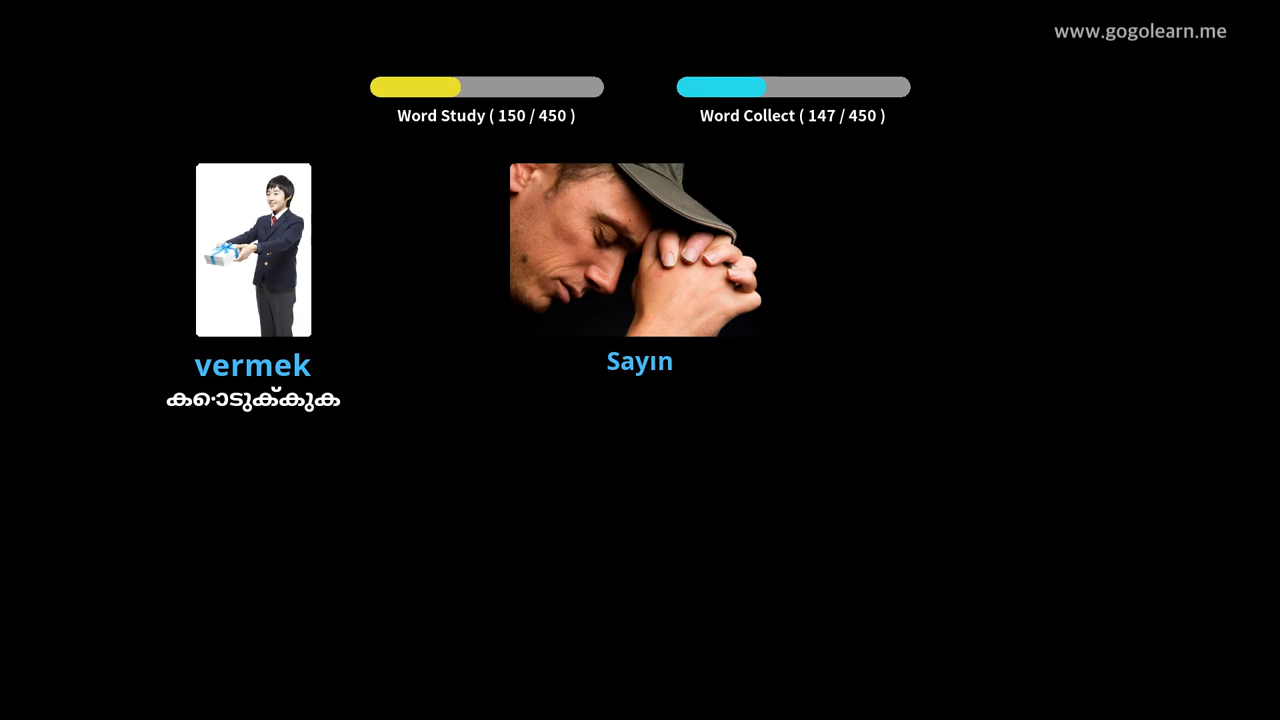 www.gogolearn.me
Word Study ( 150 / 450 )
Word Collect ( 147 / 450 )
vermek
കൊടുക്കുക
Sayın